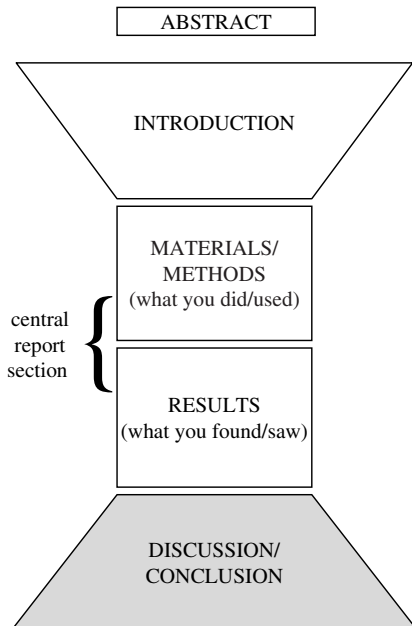 ABSTRACT
INTRODUCTION
MATERIALS/
METHODS
(what you did/used)
central
report
section
RESULTS
(what you found/saw)
DISCUSSION/
CONCLUSION